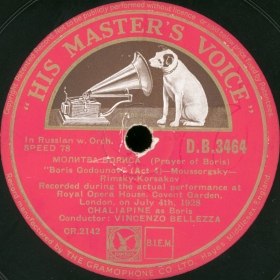 "HIS MASTER'S VOICE"
In Russian w. Orch.
SPEED 78
D.B.3464
МОЛИТВА БОРИСА (Prayer of Boris)
"Boris Godounov" (Act 4)—Moussorgsky—
Rimsky-Korsakov
Recorded during the actual performance at
Royal Opera House, Covent Garden,
London, on July 4th, 1928
CHALIAPINE as Boris
Conductor: VINCENZO BELLEZZA
CR.2142
B.I.E.M.
THE GRAMOPHONE CO LTD.